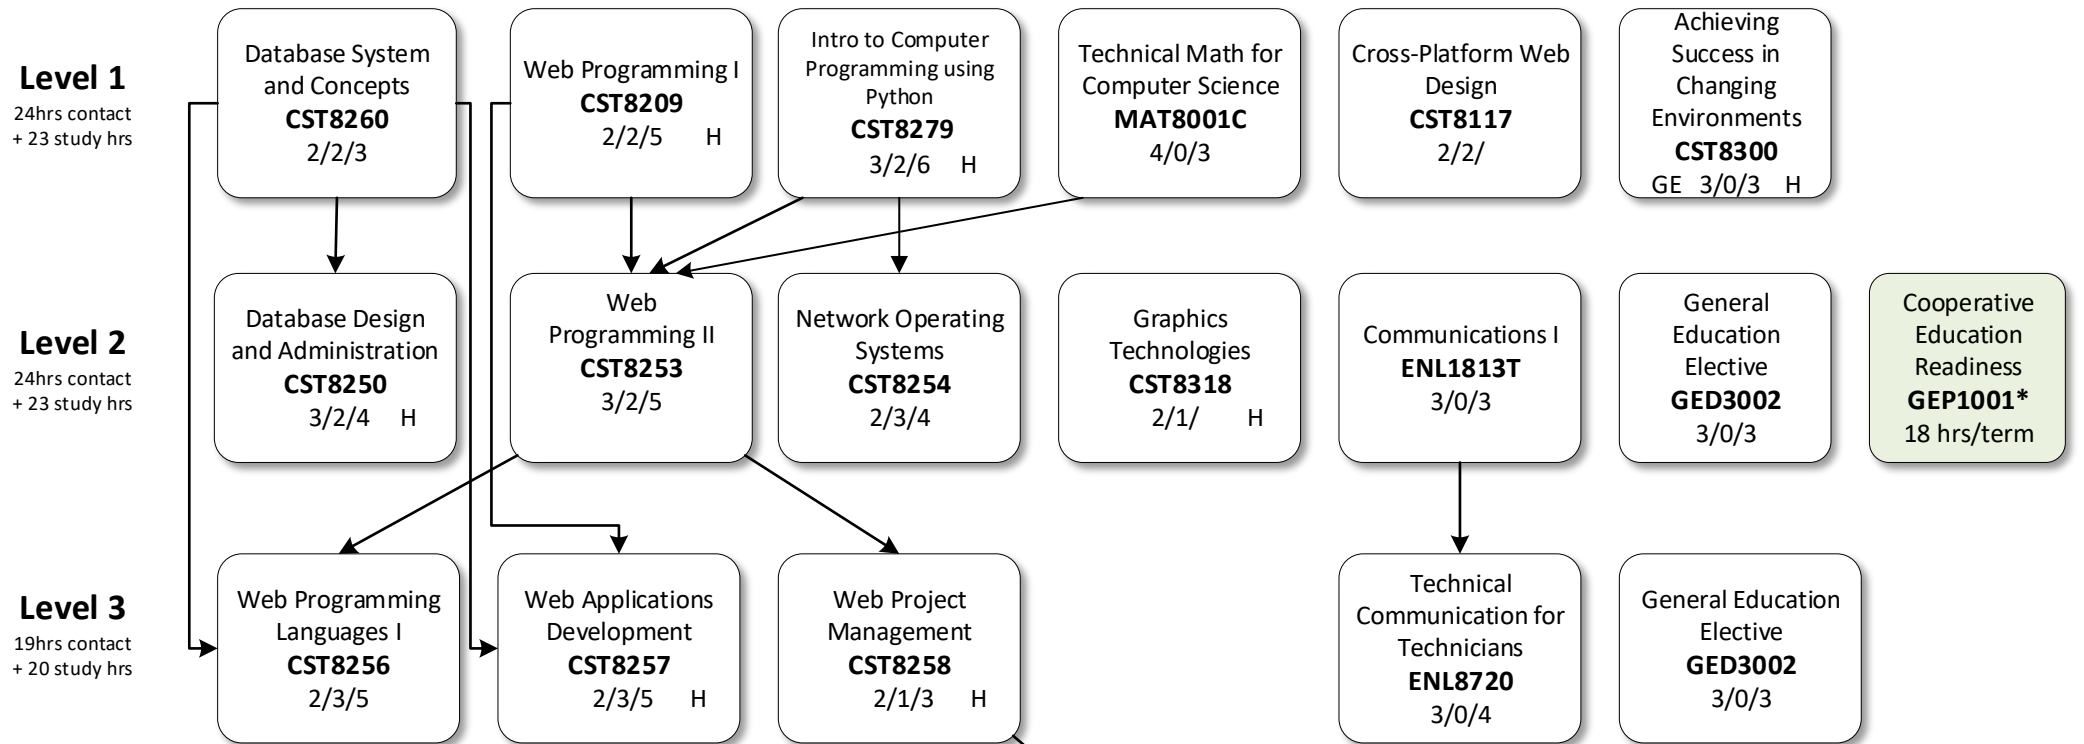 Level 1
24hrs contact
+ 23 study hrs
Database System
and Concepts
CST8260
2/2/3
Web Programming I
CST8209
2/2/5 H
Intro to Computer
Programming using
Python
CST8279
3/2/6 H
Technical Math for
Computer Science
MAT8001C
4/0/3
Cross-Platform Web
Design
CST8117
2/2/
Achieving
Success in
Changing
Environments
CST8300
GE 3/0/3 H
Level 2
24hrs contact
+ 23 study hrs
Database Design
and Administration
CST8250
3/2/4 H
Web
Programming II
CST8253
3/2/5
Network Operating
Systems
CST8254
2/3/4
Graphics
Technologies
CST8318
2/1/ H
Communications I
ENL1813T
3/0/3
General
Education
Elective
GED3002
3/0/3
Cooperative
Education
Readiness
GEP1001*
18 hrs/term
Level 3
19hrs contact
+ 20 study hrs
Web Programming
Languages I
CST8256
2/3/5
Web Applications
Development
CST8257
2/3/5 H
Web Project
Management
CST8258
2/1/3 H
Technical
Communication for
Technicians
ENL8720
3/0/4
General Education
Elective
GED3002
3/0/3